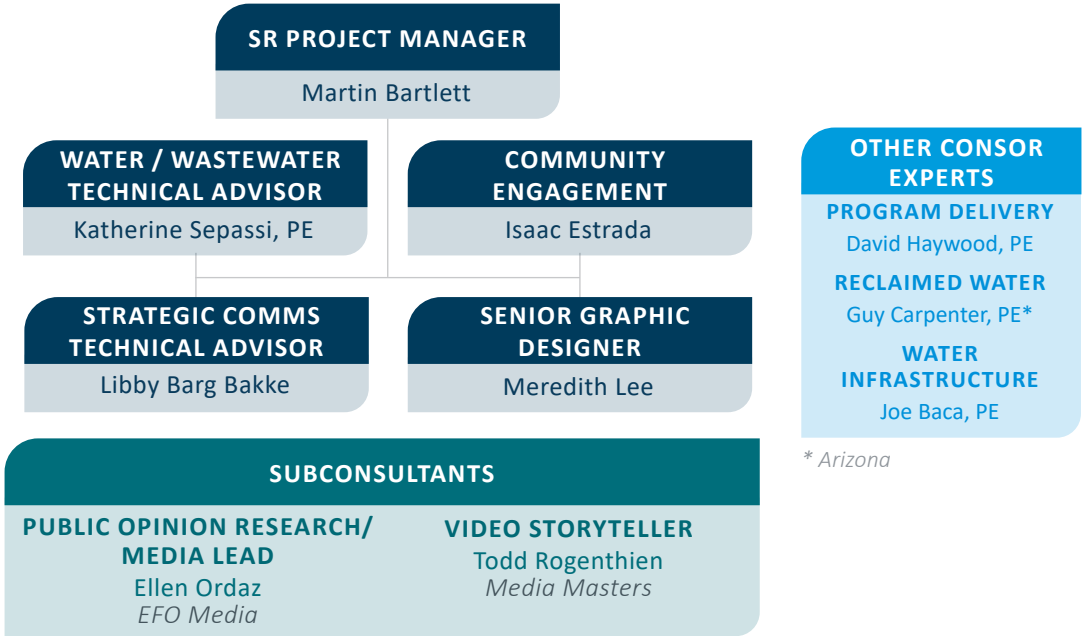 SR PROJECT MANAGER
Martin Bartlett
WATER / WASTEWATER
TECHNICAL ADVISOR
Katherine Sepassi, PE
COMMUNITY
ENGAGEMENT
Isaac Estrada
STRATEGIC COMMS
TECHNICAL ADVISOR
Libby Barg Bakke
SENIOR GRAPHIC
DESIGNER
Meredith Lee
OTHER CONSOR
EXPERTS
PROGRAM DELIVERY
David Haywood, PE
RECLAIMED WATER
Guy Carpenter, PE*
WATER
INFRASTRUCTURE
Joe Baca, PE
* Arizona
SUBCONSULTANTS
PUBLIC OPINION RESEARCH/
MEDIA LEAD
Ellen Ordaz
EFO Media
VIDEO STORYTELLER
Todd Rogenthien
Media Masters